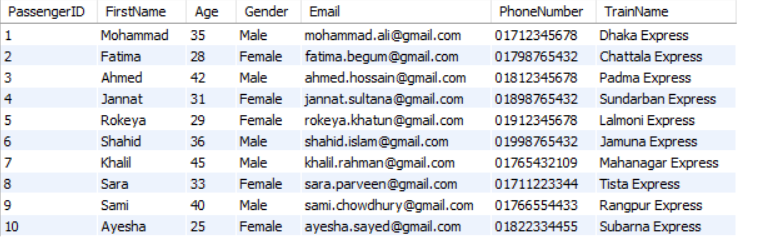 PassengerID FirstName Age Gender Email PhoneNumber TrainName
1 Mohammad 35 Male mohammad.ali@gmail.com 01712345678 Dhaka Express
2 Fatima 28 Female fatima.begum@gmail.com 01798765432 Chattala Express
3 Ahmed 42 Male ahmed.hossain@gmail.com 01812345678 Padma Express
4 Jannat 31 Female jannat.sultana@gmail.com 01898765432 Sundarban Express
5 Rokeya 29 Female rokeya.khatun@gmail.com 01912345678 Lalmoni Express
6 Shahid 36 Male shahid.islam@gmail.com 01998765432 Jamuna Express
7 Khalil 45 Male khalil.rahman@gmail.com 01765432109 Mahanagar Express
8 Sara 33 Female sara.parveen@gmail.com 01711223344 Tista Express
9 Sami 40 Male sami.chowdhury@gmail.com 01766554433 Rangpur Express
10 Ayesha 25 Female ayesha.sayed@gmail.com 01822334455 Subarna Express